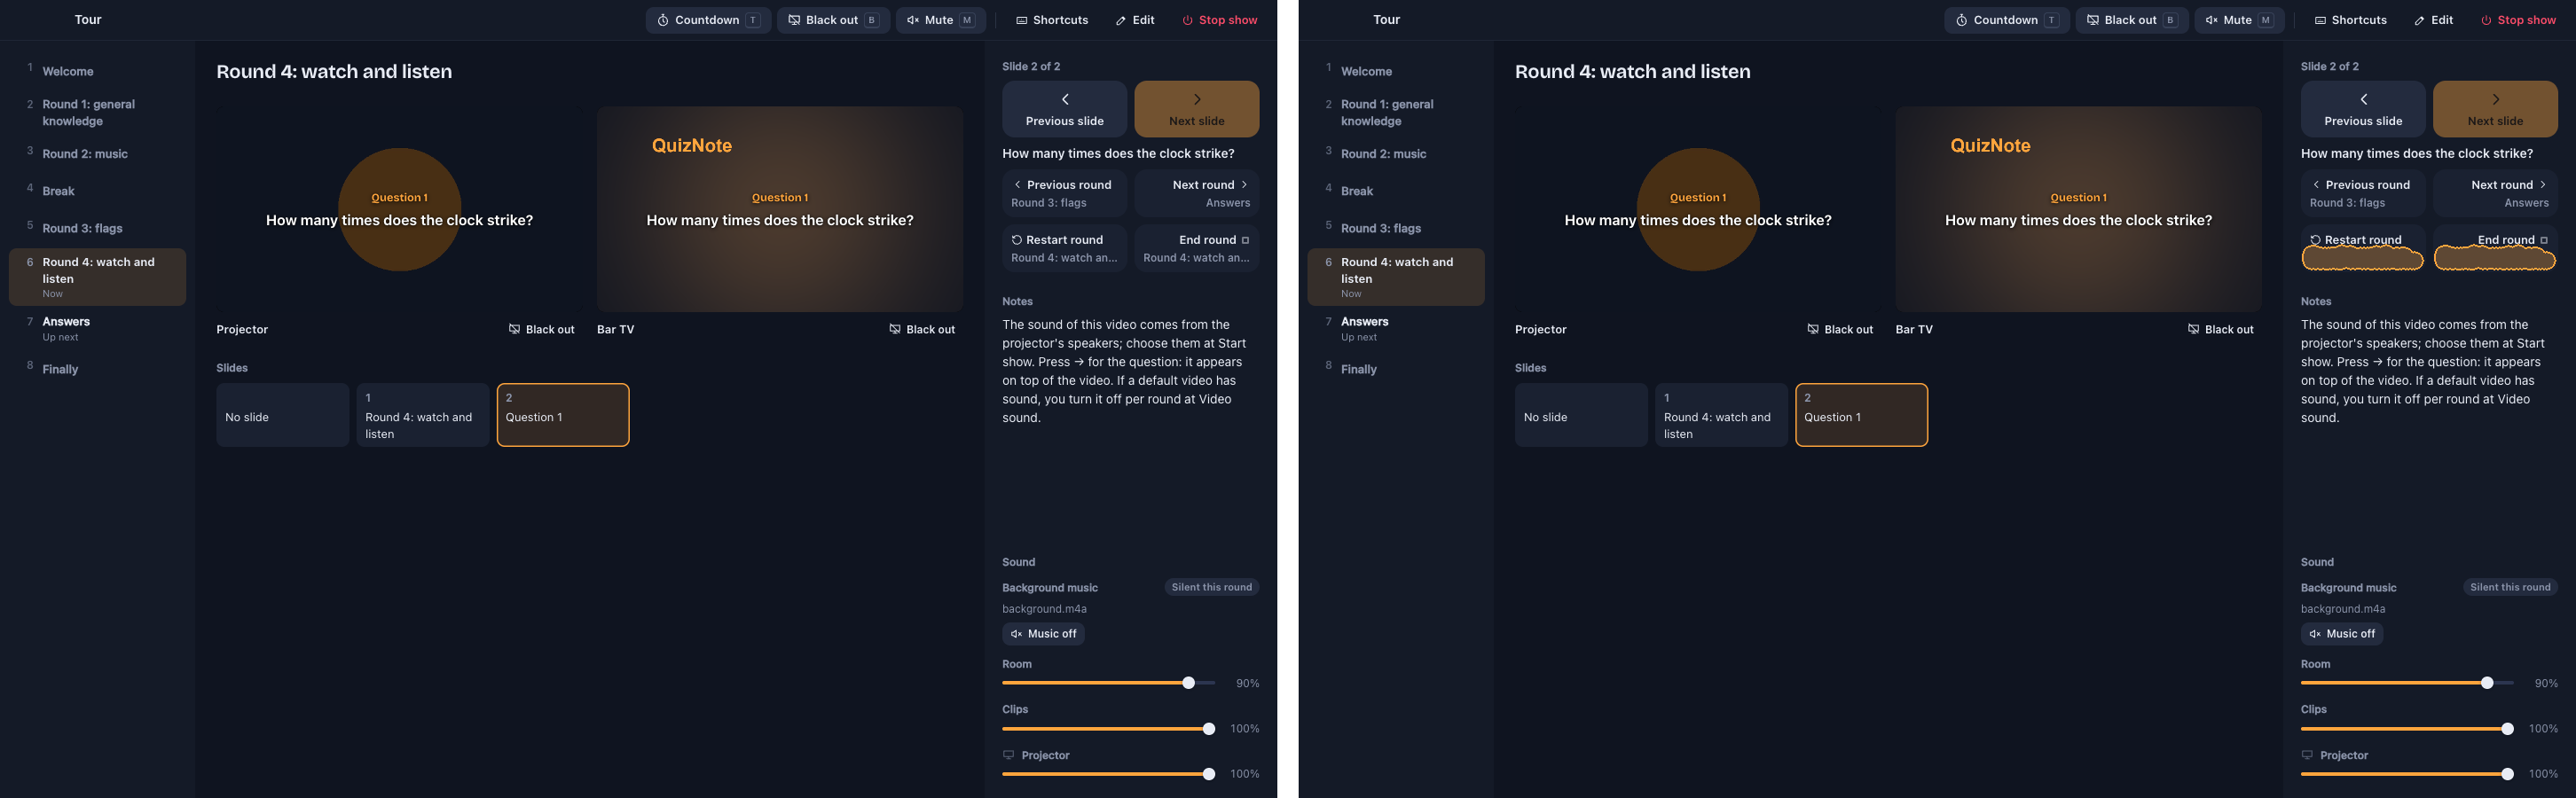 Tour
Countdown T
Black out B
Mute M
Shortcuts
Edit
Stop show
1 Welcome
2 Round 1: general
knowledge
3 Round 2: music
4 Break
5 Round 3: flags
6 Round 4: watch and
listen
Now
7 Answers
Up next
8 Finally
Round 4: watch and listen
Question 1
How many times does the clock strike?
QuizNote
Question 1
How many times does the clock strike?
Projector
Black out
Bar TV
Black out
Slides
No slide
1
Round 4: watch and
listen
2
Question 1
Slide 2 of 2
Previous slide
Next slide
How many times does the clock strike?
Previous round
Round 3: flags
Next round
Answers
Restart round
Round 4: watch an...
End round
Round 4: watch an...
Notes
The sound of this video comes from the
projector's speakers; choose them at Start
show. Press → for the question: it appears
on top of the video. If a default video has
sound, you turn it off per round at Video
sound.
Sound
Background music
Silent this round
background.m4a
Music off
Room
90%
Clips
100%
Projector
100%
Tour
Countdown T
Black out B
Mute M
Shortcuts
Edit
Stop show
1 Welcome
2 Round 1: general
knowledge
3 Round 2: music
4 Break
5 Round 3: flags
6 Round 4: watch and
listen
Now
7 Answers
Up next
8 Finally
Round 4: watch and listen
Question 1
How many times does the clock strike?
QuizNote
Question 1
How many times does the clock strike?
Projector
Black out
Bar TV
Black out
Slides
No slide
1
Round 4: watch and
listen
2
Question 1
Slide 2 of 2
Previous slide
Next slide
How many times does the clock strike?
Previous round
Round 3: flags
Next round
Answers
Restart round
End round
Notes
The sound of this video comes from the
projector's speakers; choose them at Start
show. Press → for the question: it appears
on top of the video. If a default video has
sound, you turn it off per round at Video
sound.
Sound
Background music
Silent this round
background.m4a
Music off
Room
90%
Clips
100%
Projector
100%